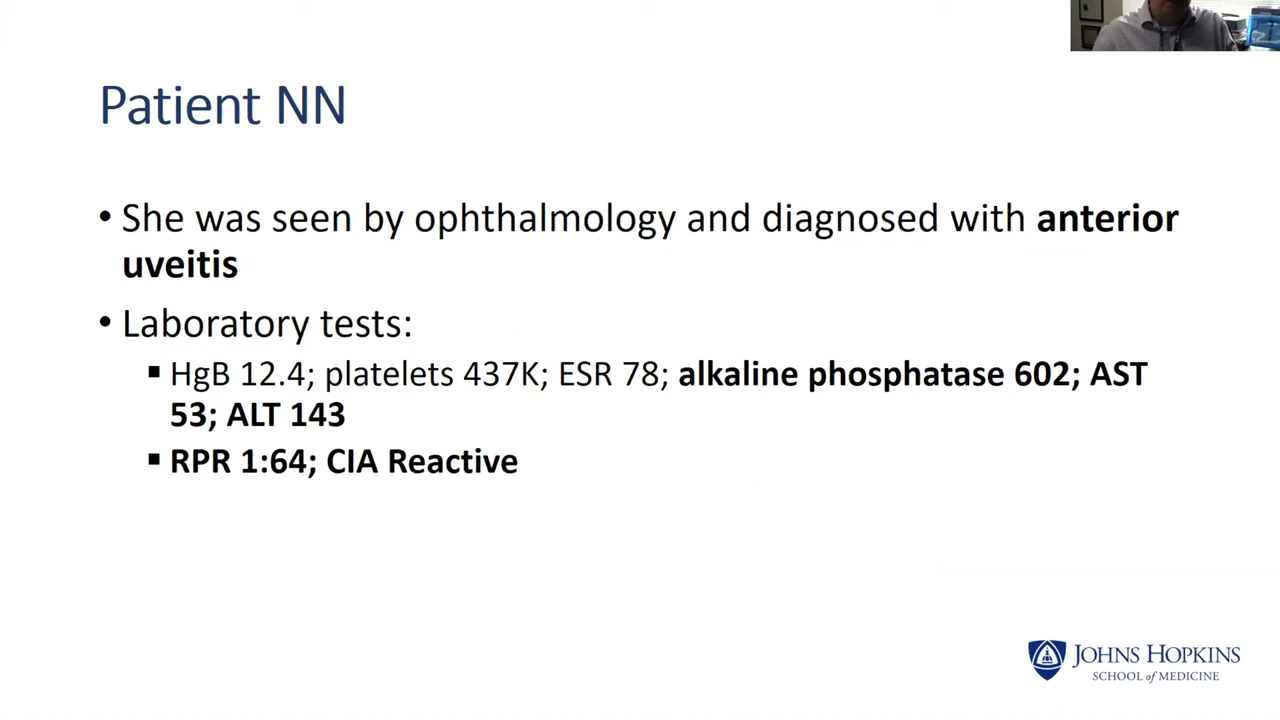 Patient NN
• She was seen by ophthalmology and diagnosed with anterior
uveitis
• Laboratory tests:
▪ HgB 12.4; platelets 437K; ESR 78; alkaline phosphatase 602; AST
53; ALT 143
▪ RPR 1:64; CIA Reactive
JOHNS HOPKINS
SCHOOL of MEDICINE